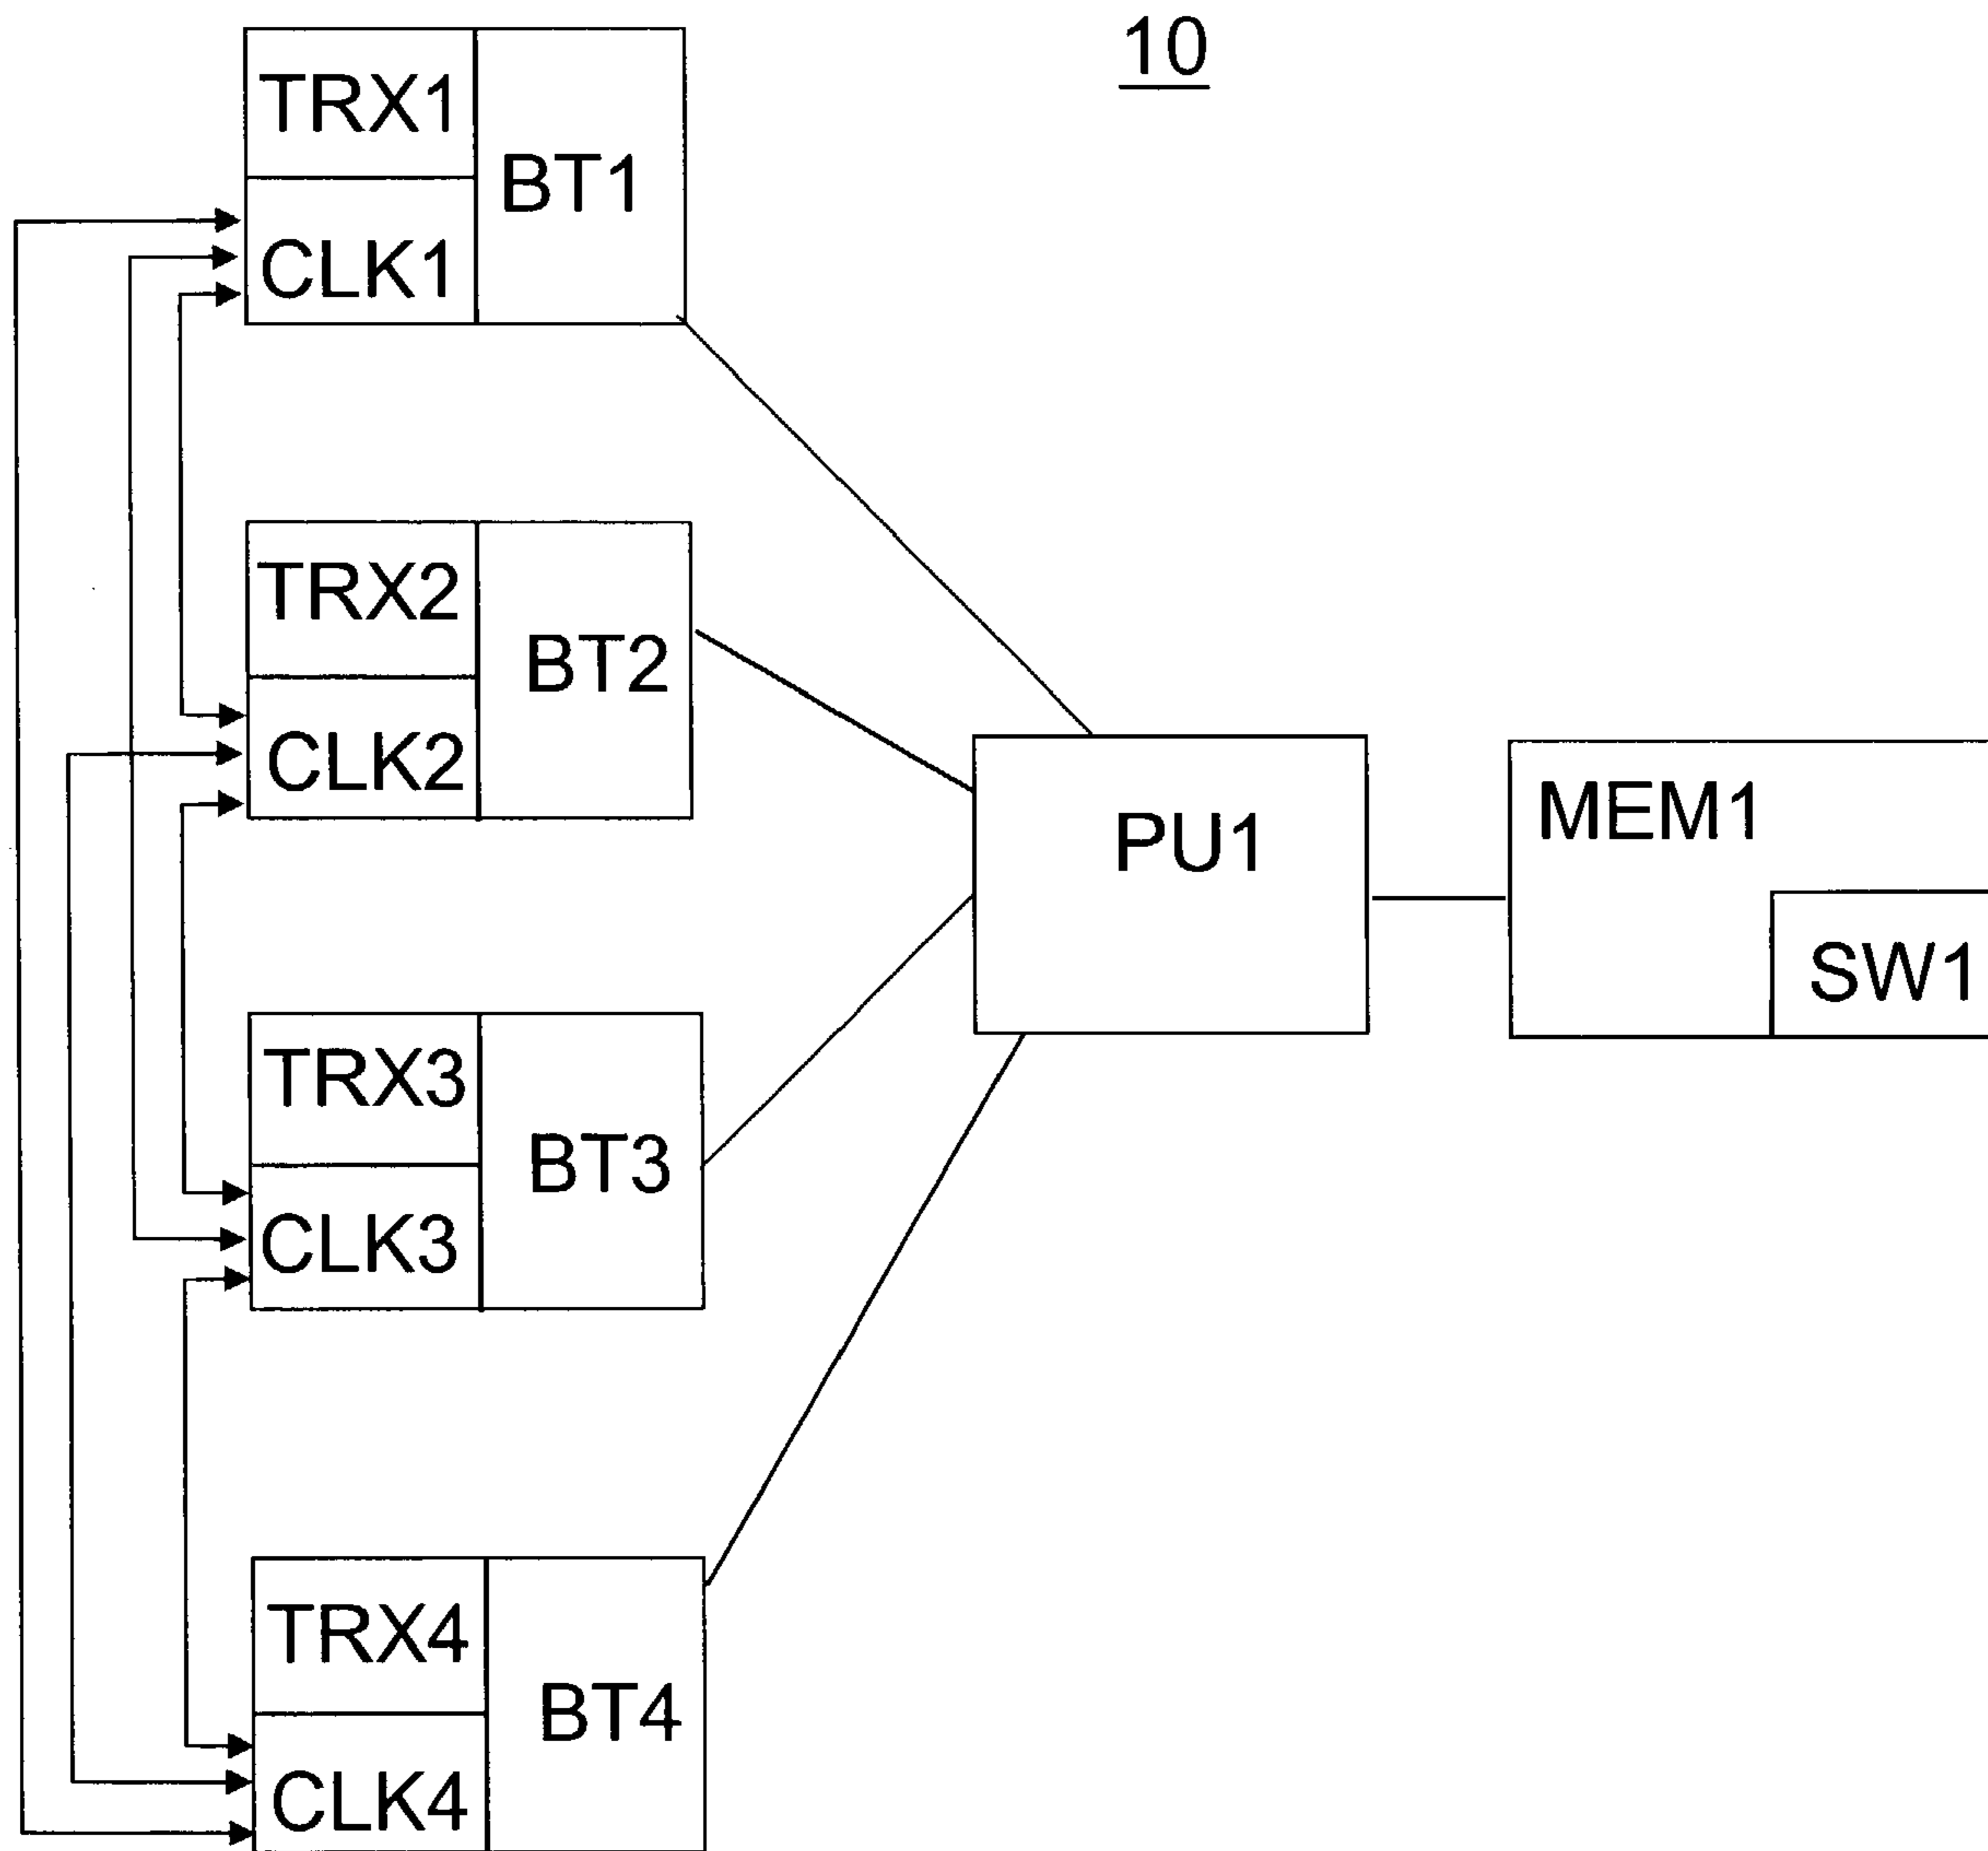 10
TRX1
BT1
CLK1
TRX2
BT2
CLK2
PU1
MEM1
SW1
TRX3
BT3
CLK3
TRX4
BT4
CLK4